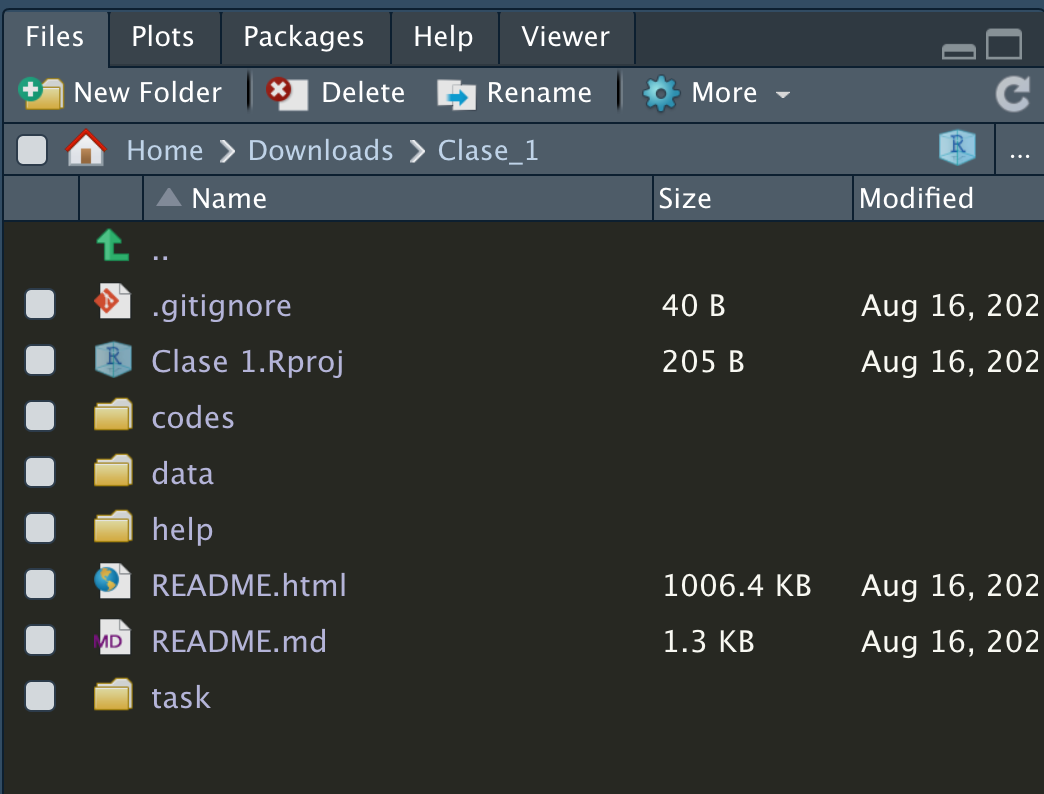 Files Plots Packages Help Viewer
New Folder Delete Rename More
Home Downloads Clase_1 R ...
Name Size Modified
..
.gitignore 40 B Aug 16, 202
R Clase 1.Rproj 205 B Aug 16, 202
codes
data
help
README.html 1006.4 KB Aug 16, 202
MD README.md 1.3 KB Aug 16, 202
task